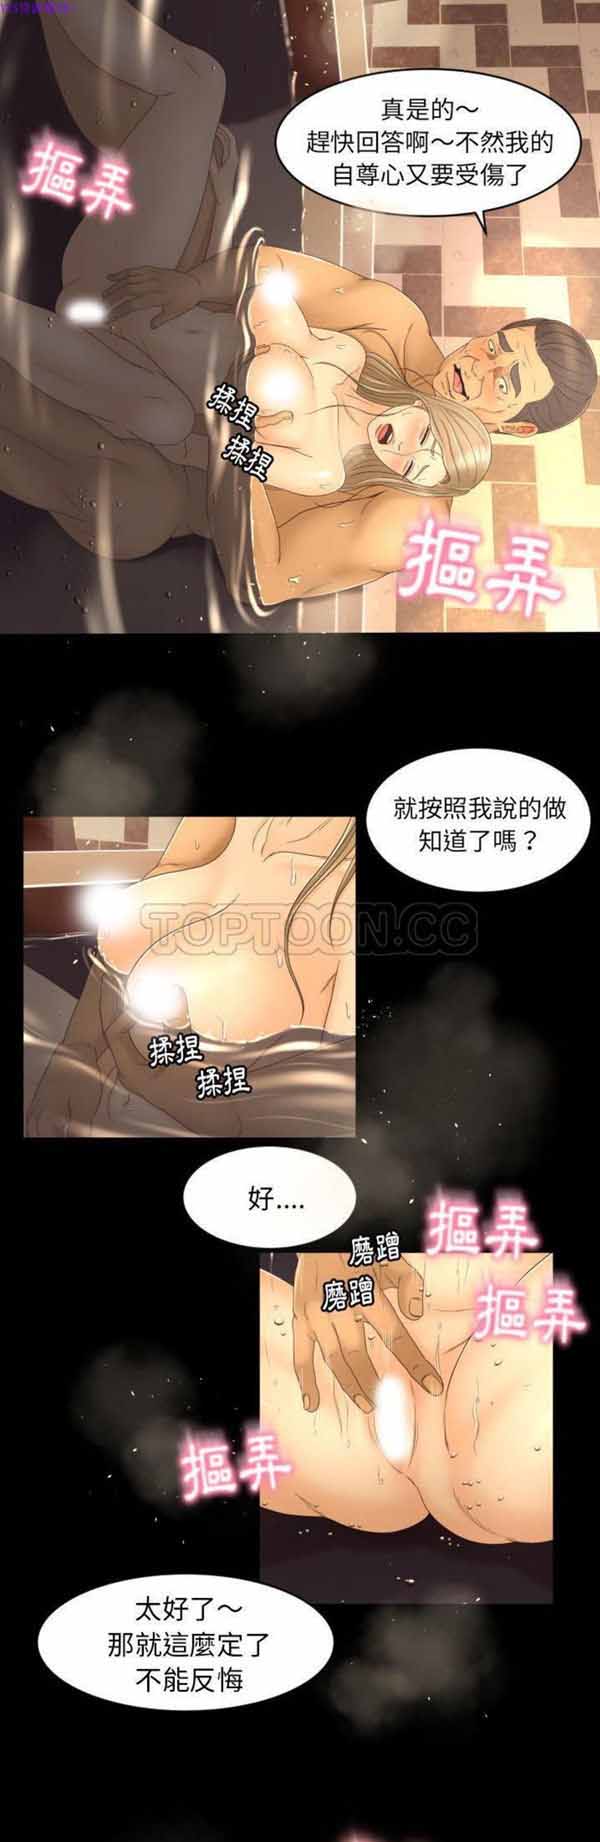 真是的～
趕快回答啊～不然我的
自尊心又要受傷了
摳弄
揉捏
揉捏
摳弄
就按照我說的做
知道了嗎？
TOPTOON.CC
揉捏
揉捏
好....
磨蹭
磨蹭
摳弄
摳弄
摳弄
太好了～
那就這麼定了
不能反悔